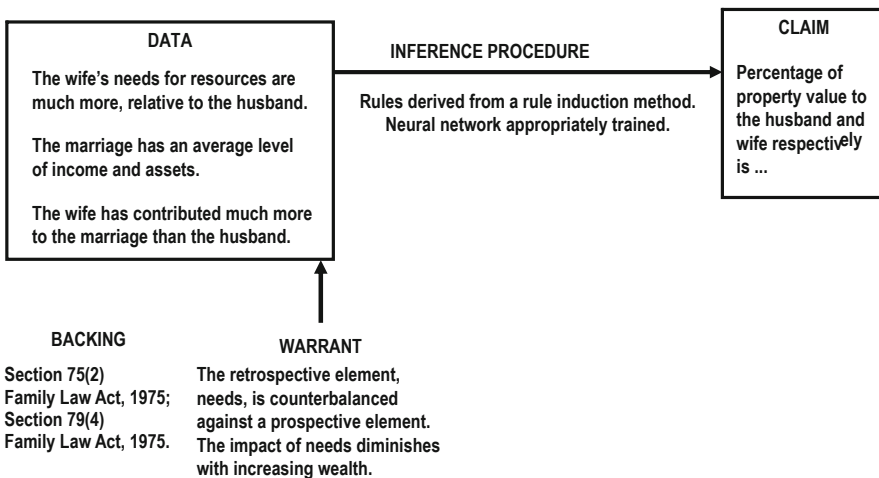 DATA
The wife's needs for resources are
much more, relative to the husband.
The marriage has an average level
of income and assets.
The wife has contributed much more
to the marriage than the husband.
INFERENCE PROCEDURE
Rules derived from a rule induction method.
Neural network appropriately trained.
CLAIM
Percentage of
property value to
the husband and
wife respectively
is ...
BACKING
Section 75(2)
Family Law Act, 1975;
Section 79(4)
Family Law Act, 1975.
WARRANT
The retrospective element,
needs, is counterbalanced
against a prospective element.
The impact of needs diminishes
with increasing wealth.